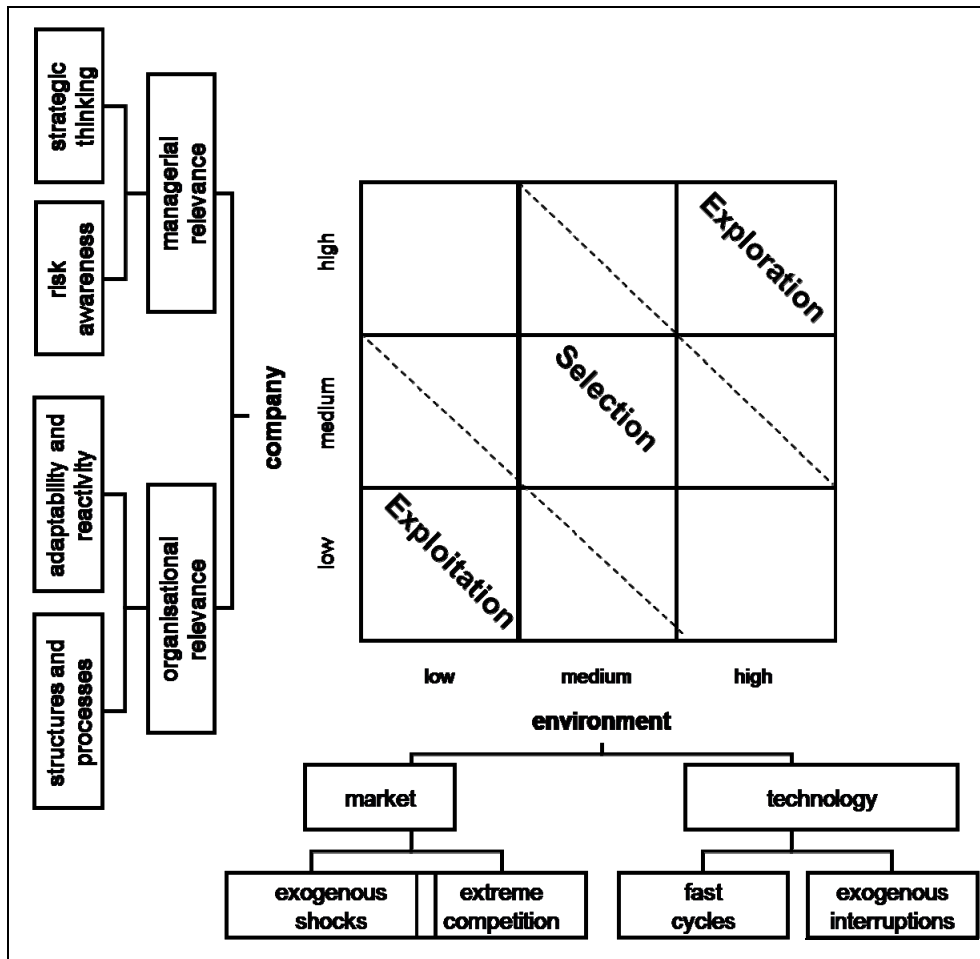 strategic
thinking
risk
awareness
managerial
relevance
adaptability and
reactivity
structures and
processes
organisational
relevance
company
high
medium
low
Exploration
Selection
Exploitation
low
medium
high
environment
market
technology
exogenous
shocks
extreme
competition
fast
cycles
exogenous
interruptions